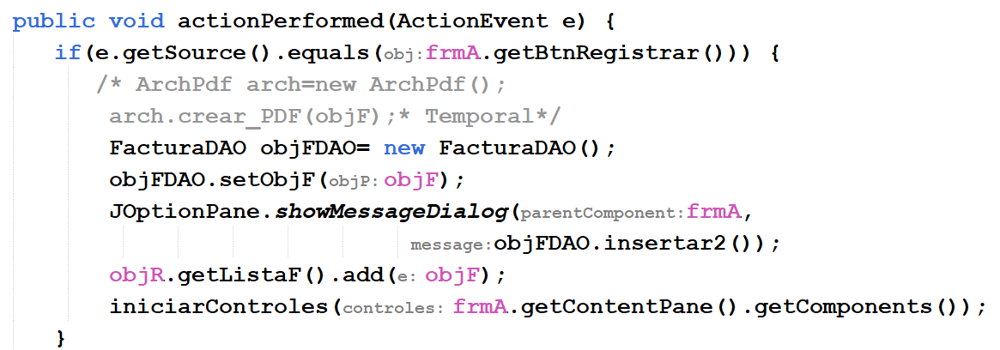 public void actionPerformed(ActionEvent e) {
if(e.getSource().equals(obj:frmA.getBtnRegistrar())) {
/* ArchPdf arch=new ArchPdf();
arch.crear_PDF(objF);* Temporal*/
FacturaDAO objFDAO= new FacturaDAO();
objFDAO.setObjF(objP:objF);
JOptionPane.showMessageDialog(parentComponent:frmA,
message:objFDAO.insertar2());
objR.getListaF().add(e: objF);
iniciarControles(controles: frmA.getContentPane().getComponents());
}